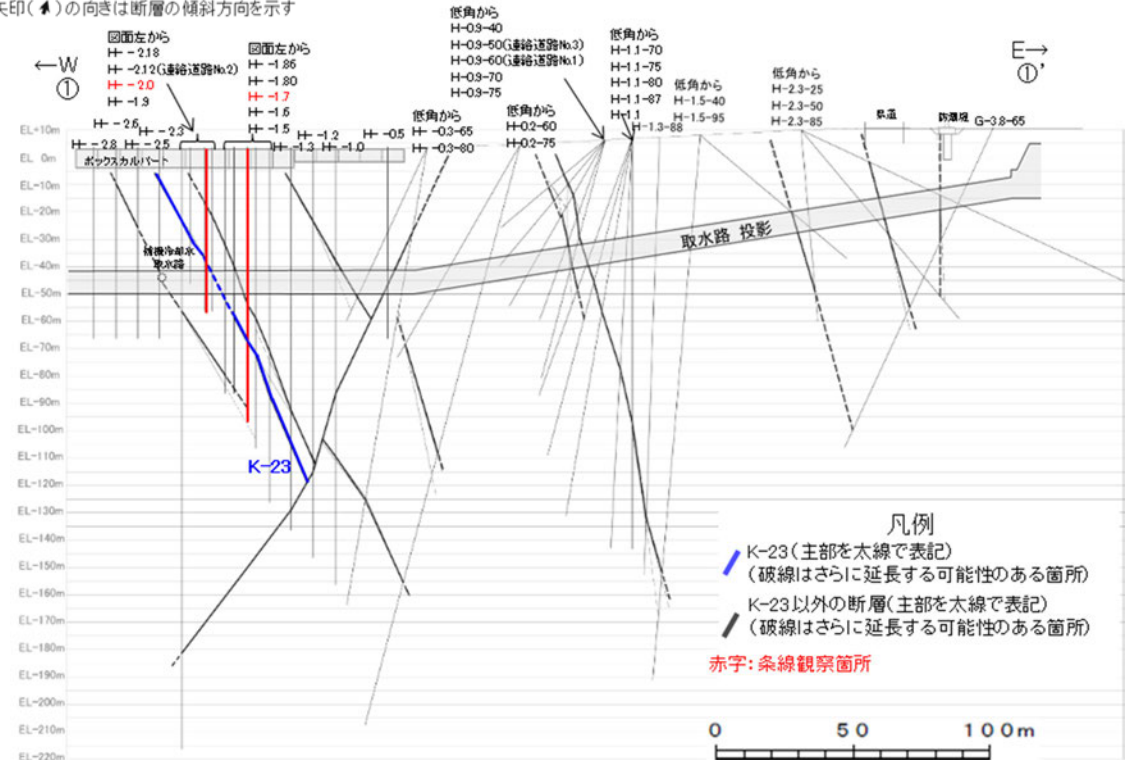 矢印( )の向きは断層の傾斜方向を示す
←W
①
図面左から
H- -2.18
H- -2.12(連絡道路No.2)
H- -2.0
H- -1.9
図面左から
H- -1.86
H- -1.80
H- -1.7
H- -1.6
H- -1.5
低角から
H-0.9-40
H-0.9-50(連絡道路No.3)
H-0.9-60(連絡道路No.1)
H-0.9-70
H-0.9-75
低角から
H-1.1-70
H-1.1-75
H-1.1-80
H-1.1-87
H-1.1
H-1.3-88
低角から
H-1.5-40
H-1.5-95
低角から
H-2.3-25
H-2.3-50
H-2.3-85
E→
①'
県道
防潮堤
G-3.8-65
低角から
H-0.3-65
H-0.3-80
低角から
H-0.2-60
H-0.2-75
H- -2.6
H- -2.3
H- -2.8
H- -2.5
H- -1.3
H- -1.2
H- -1.0
H- -0.5
ボックスカルバート
補機冷却水
取水路
取水路 投影
K-23
EL+10m
EL 0m
EL-10m
EL-20m
EL-30m
EL-40m
EL-50m
EL-60m
EL-70m
EL-80m
EL-90m
EL-100m
EL-110m
EL-120m
EL-130m
EL-140m
EL-150m
EL-160m
EL-170m
EL-180m
EL-190m
EL-200m
EL-210m
EL-220m
凡例
K-23(主部を太線で表記)
(破線はさらに延長する可能性のある箇所)
K-23以外の断層(主部を太線で表記)
(破線はさらに延長する可能性のある箇所)
赤字:条線観察箇所
0 50 100m